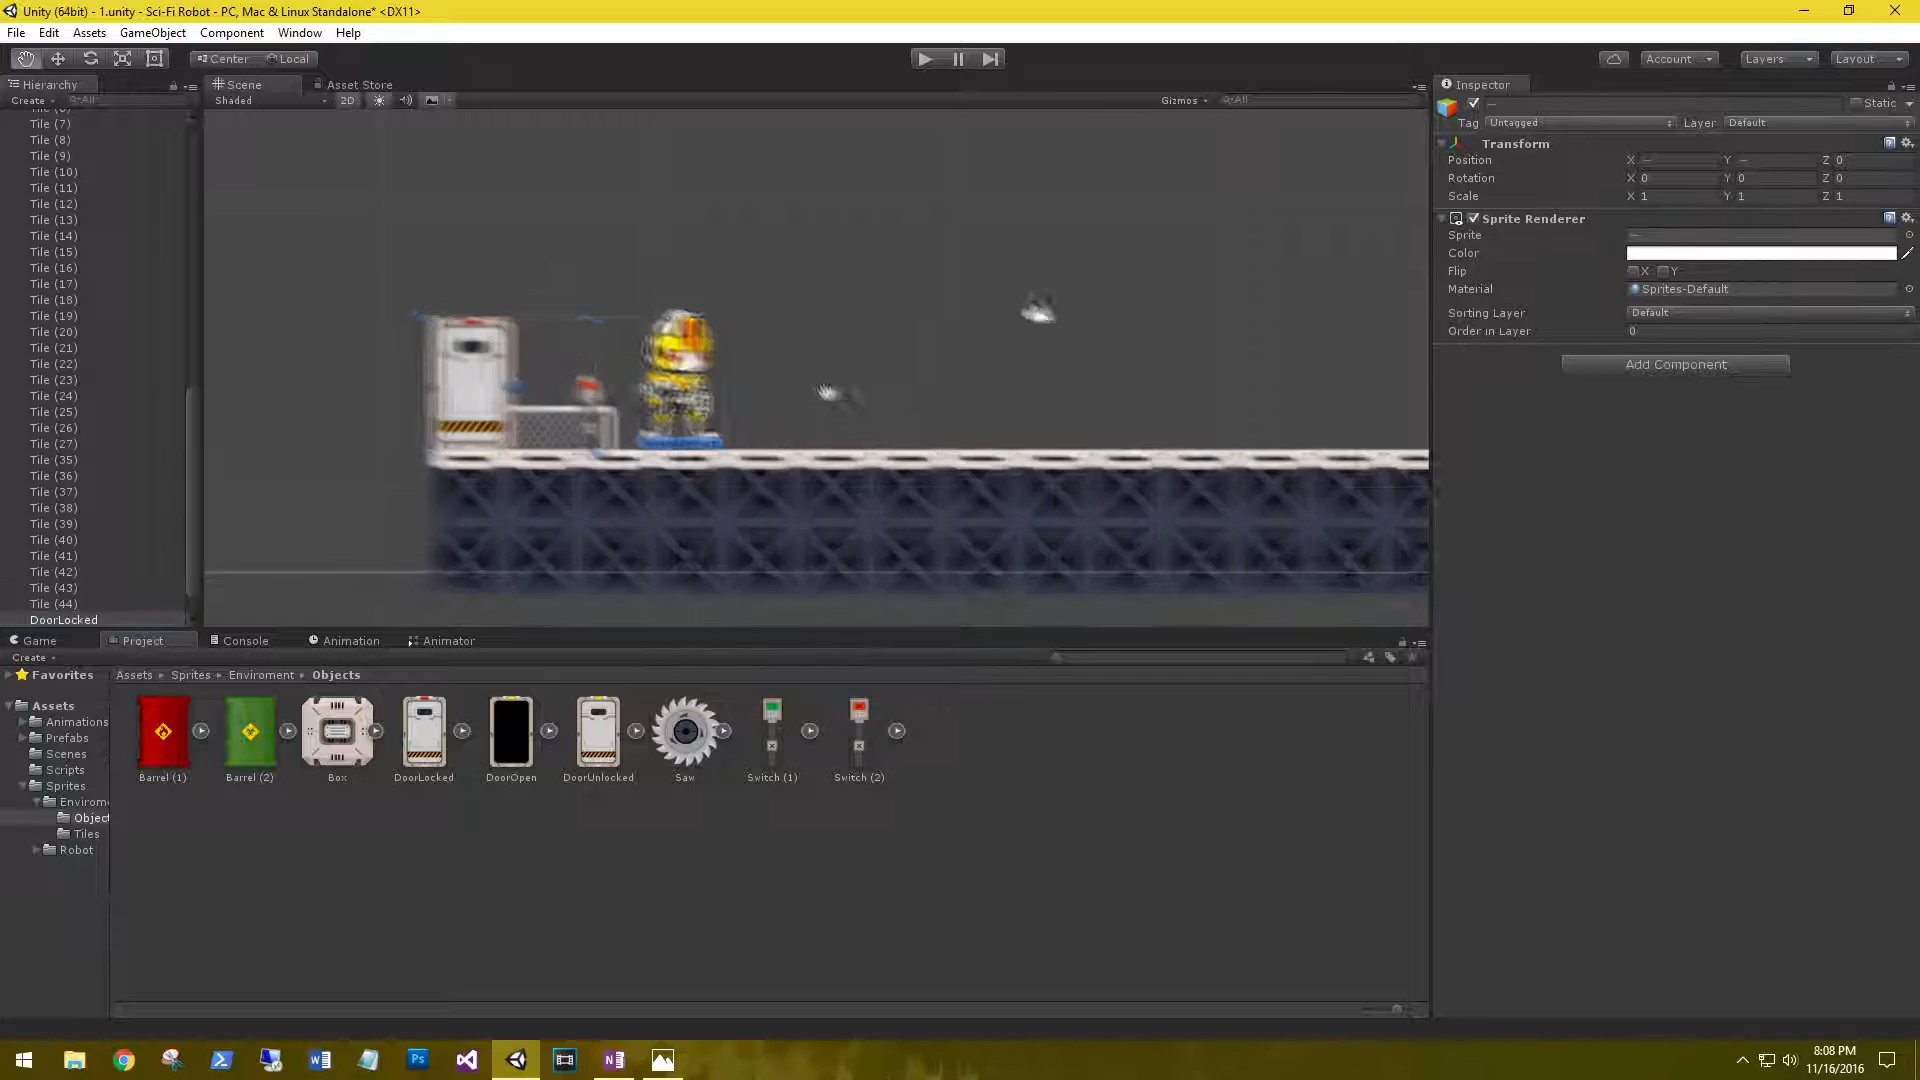 Unity (64bit) - 1.unity - Sci-Fi Robot - PC, Mac & Linux Standalone* <DX11>
File Edit Assets GameObject Component Window Help
Center Local Account Layers Layout
Hierarchy Scene Asset Store Inspector
Create All Shaded 2D Gizmos All
Static
Tag Untagged Layer Default
Transform
Position X — Y — Z 0
Rotation X 0 Y 0 Z 0
Scale X 1 Y 1 Z 1
Sprite Renderer
Sprite —
Color
Flip X Y
Material Sprites-Default
Sorting Layer Default
Order in Layer 0
Add Component
Tile (7)
Tile (8)
Tile (9)
Tile (10)
Tile (11)
Tile (12)
Tile (13)
Tile (14)
Tile (15)
Tile (16)
Tile (17)
Tile (18)
Tile (19)
Tile (20)
Tile (21)
Tile (22)
Tile (23)
Tile (24)
Tile (25)
Tile (26)
Tile (27)
Tile (35)
Tile (36)
Tile (37)
Tile (38)
Tile (39)
Tile (40)
Tile (41)
Tile (42)
Tile (43)
Tile (44)
DoorLocked
Game Project Console Animation Animator
Create
Favorites
Assets
Animations
Prefabs
Scenes
Scripts
Sprites
Envirom
Object
Tiles
Robot
Assets Sprites Enviroment Objects
Barrel (1) Barrel (2) Box DoorLocked DoorOpen DoorUnlocked Saw Switch (1) Switch (2)
8:08 PM
11/16/2016